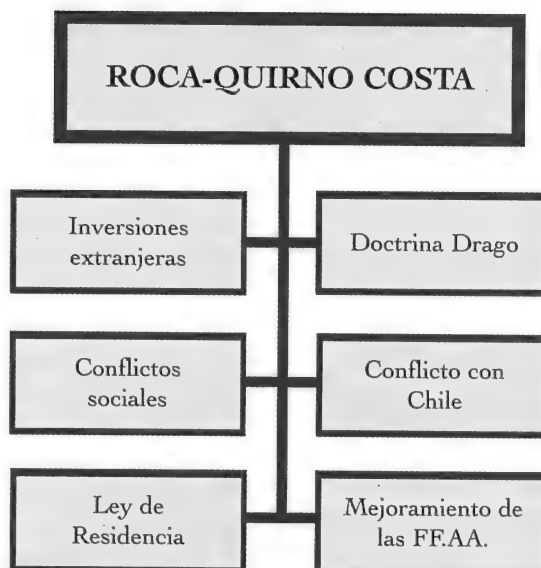 ROCA-QUIRNO COSTA
Inversiones
extranjeras
Doctrina Drago
Conflictos
sociales
Conflicto con
Chile
Ley de
Residencia
Mejoramiento de
las FF.AA.